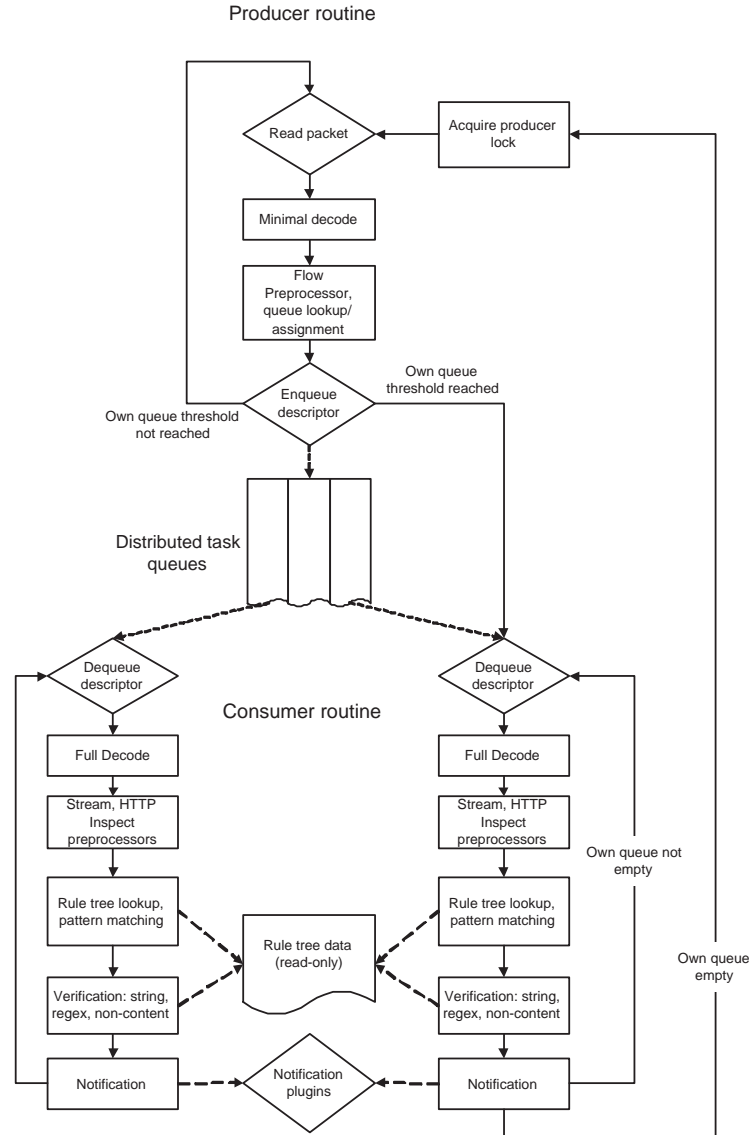 Producer routine
Read packet
Acquire producer
lock
Minimal decode
Flow
Preprocessor,
queue lookup/
assignment
Own queue
threshold reached
Enqueue
descriptor
Own queue threshold
not reached
Distributed task
queues
Dequeue
descriptor
Dequeue
descriptor
Consumer routine
Full Decode
Full Decode
Stream, HTTP
Inspect
preprocessors
Stream, HTTP
Inspect
preprocessors
Own queue not
empty
Rule tree lookup,
pattern matching
Rule tree data
(read-only)
Rule tree lookup,
pattern matching
Own queue
empty
Verification: string,
regex, non-content
Verification: string,
regex, non-content
Notification
Notification
plugins
Notification